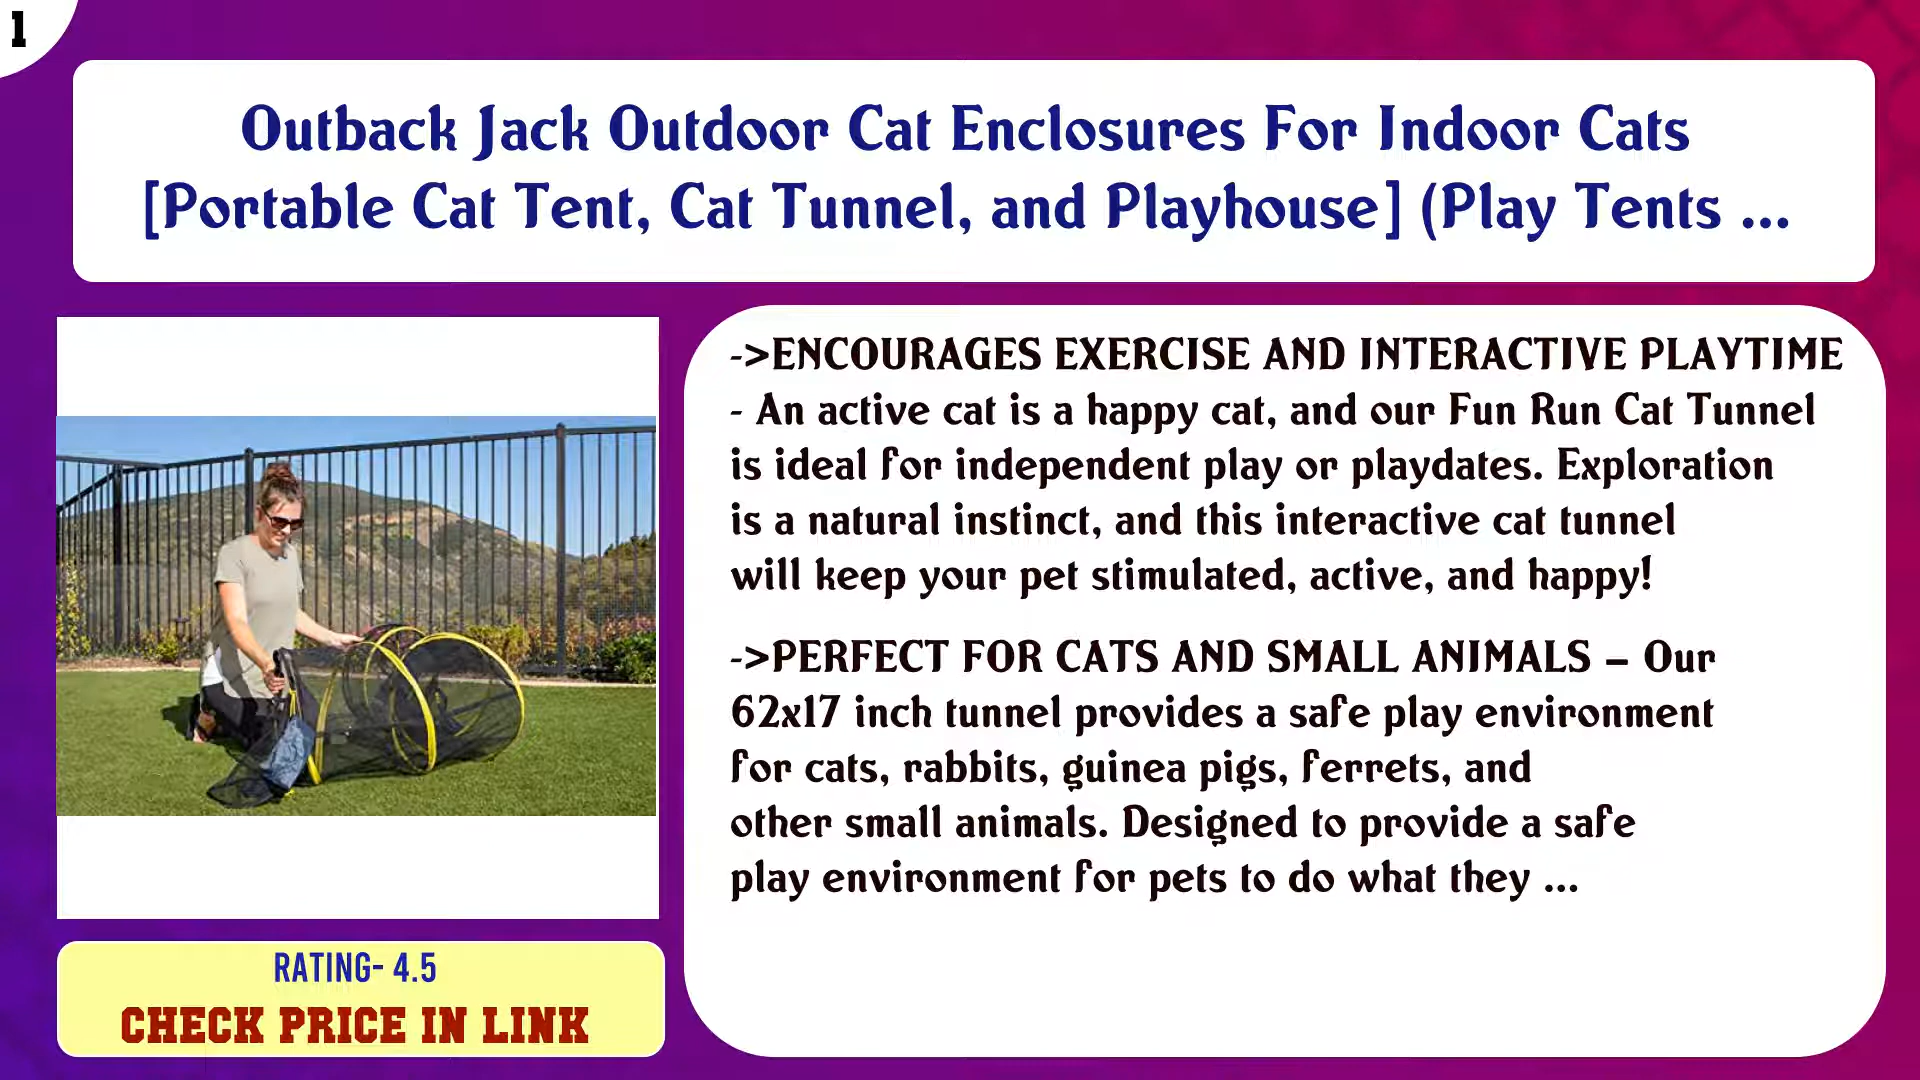 1
Outback Jack Outdoor Cat Enclosures For Indoor Cats
[Portable Cat Tent, Cat Tunnel, and Playhouse] (Play Tents ...
->ENCOURAGES EXERCISE AND INTERACTIVE PLAYTIME
- An active cat is a happy cat, and our Fun Run Cat Tunnel
is ideal for independent play or playdates. Exploration
is a natural instinct, and this interactive cat tunnel
will keep your pet stimulated, active, and happy!
->PERFECT FOR CATS AND SMALL ANIMALS – Our
62x17 inch tunnel provides a safe play environment
for cats, rabbits, guinea pigs, ferrets, and
other small animals. Designed to provide a safe
play environment for pets to do what they ...
RATING- 4.5
CHECK PRICE IN LINK